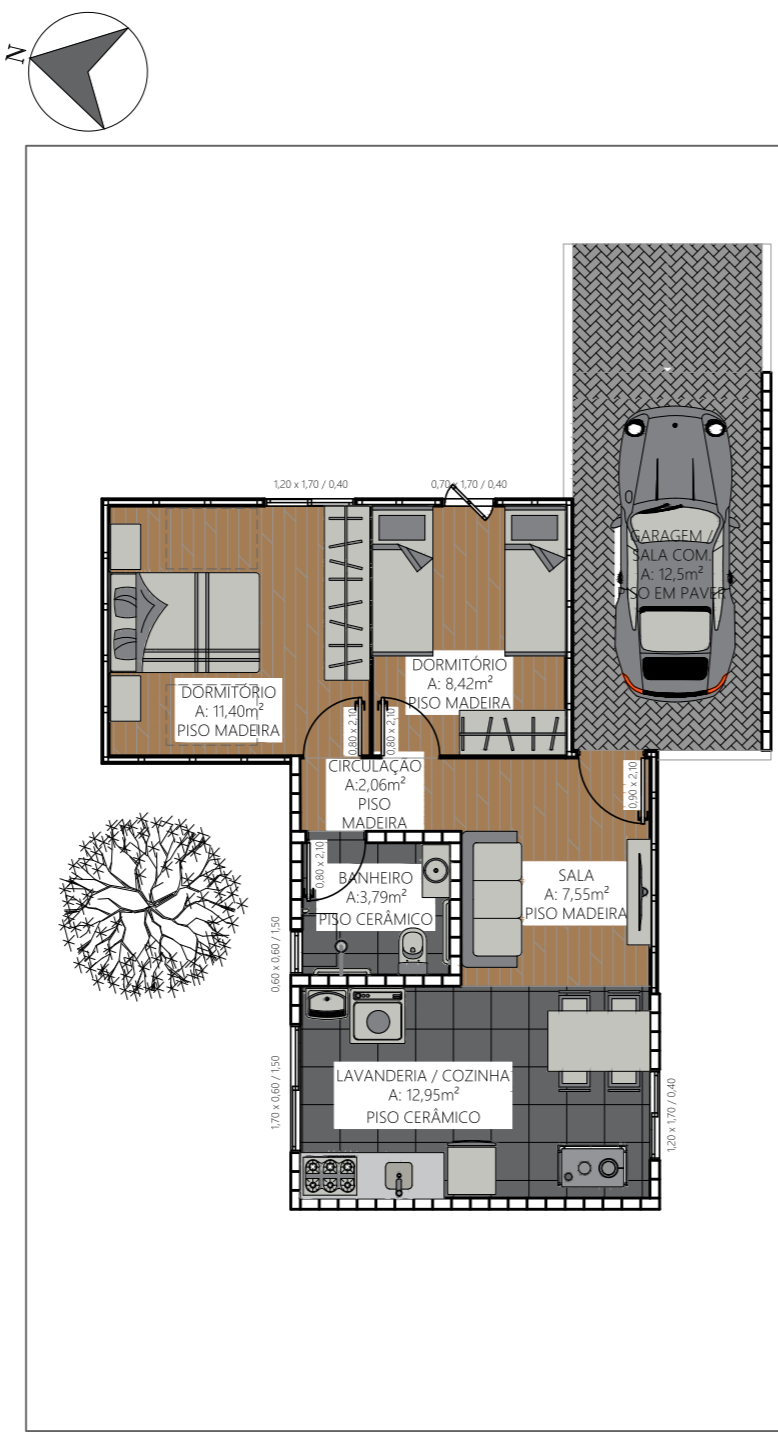 N
1,20 x 1,70 / 0,40
0,70 x 1,70 / 0,40
GARAGEM /
SALA COM.
A: 12,5m²
PISO EM PAVER
DORMITÓRIO
A: 11,40m²
PISO MADEIRA
DORMITÓRIO
A: 8,42m²
PISO MADEIRA
0,80 x 2,10
0,80 x 2,10
CIRCULAÇÃO
A:2,06m²
PISO
MADEIRA
0,90 x 2,10
0,80 x 2,10
BANHEIRO
A:3,79m²
PISO CERÂMICO
SALA
A: 7,55m²
PISO MADEIRA
0,60 x 0,60 / 1,50
1,70 x 0,60 / 1,50
LAVANDERIA / COZINHA
A: 12,95m²
PISO CERÂMICO
1,20 x 1,70 / 0,40